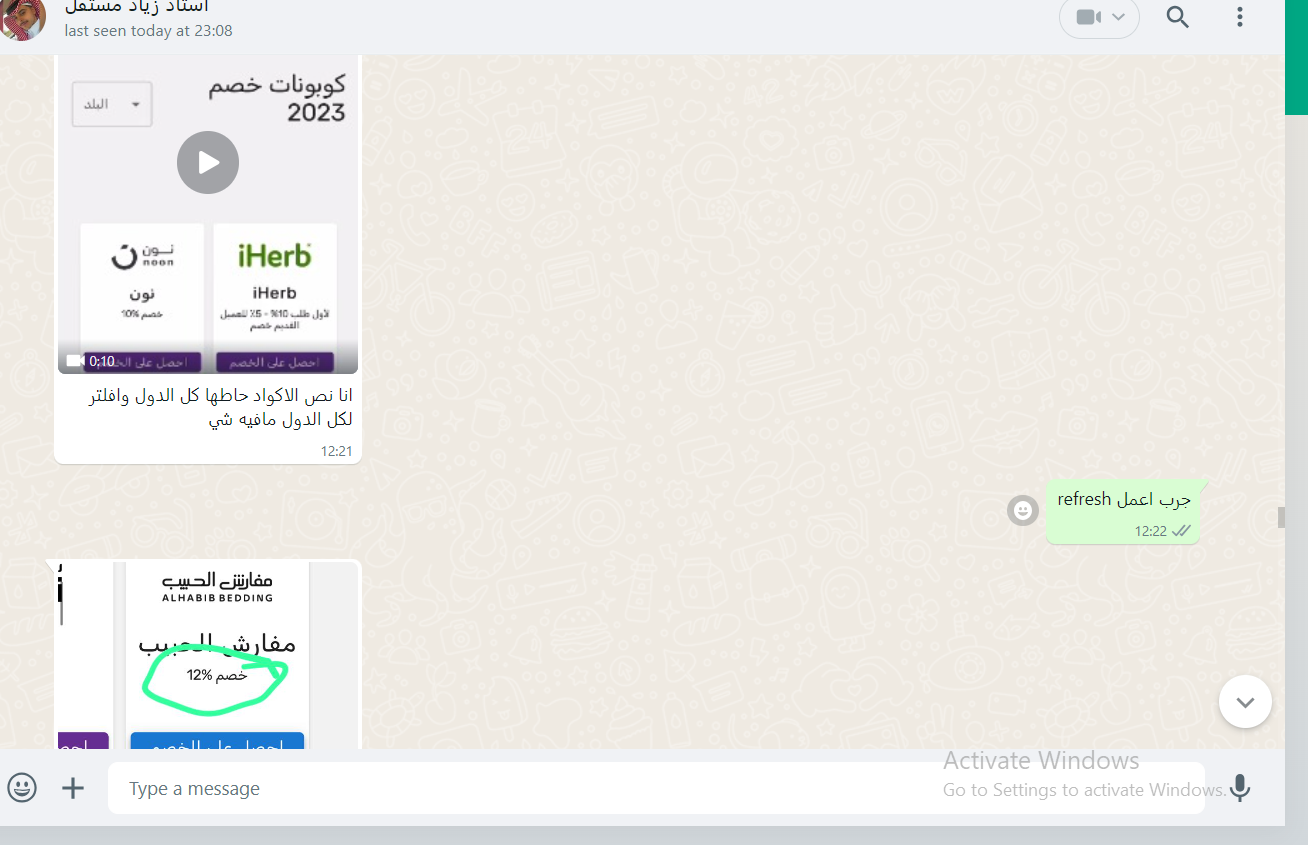 استاذ زياد مستقل
last seen today at 23:08
كوبونات خصم
2023
البلد
نـون
noon
iHerb
نون
iHerb
خصم 10%
لأول طلب 10% - 5٪ للعميل
القديم خصم
0:10
احصل على الخصم
احصل على الخصم
انا نص الاكواد حاطها كل الدول وافلتر
لكل الدول مافيه شي
12:21
جرب اعمل refresh
12:22
مفارش الحبيب
ALHABIB BEDDING
مفارش الحبيب
خصم 12%
احصل على الخصم
Type a message
Activate Windows
Go to Settings to activate Windows.